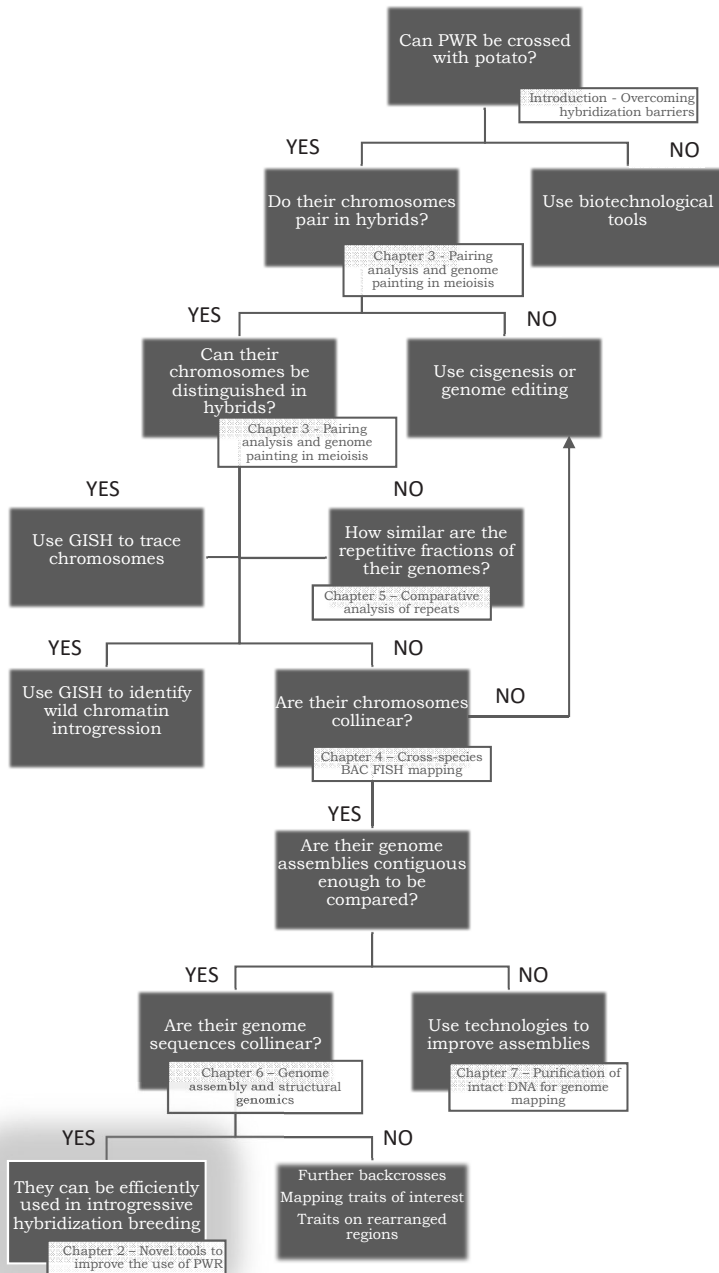 Can PWR be crossed
with potato?
Introduction - Overcoming
hybridization barriers
YES
NO
Do their chromosomes
pair in hybrids?
Use biotechnological
tools
Chapter 3 - Pairing
analysis and genome
painting in meioisis
YES
NO
Can their
chromosomes be
distinguished in
hybrids?
Use cisgenesis or
genome editing
Chapter 3 - Pairing
analysis and genome
painting in meioisis
YES
NO
Use GISH to trace
chromosomes
How similar are the
repetitive fractions of
their genomes?
Chapter 5 – Comparative
analysis of repeats
YES
NO
Use GISH to identify
wild chromatin
introgression
Are their chromosomes
collinear?
NO
Chapter 4 – Cross-species
BAC FISH mapping
YES
Are their genome
assemblies contiguous
enough to be
compared?
YES
NO
Are their genome
sequences collinear?
Use technologies to
improve assemblies
Chapter 6 – Genome
assembly and structural
genomics
Chapter 7 – Purification of
intact DNA for genome
mapping
YES
NO
They can be efficiently
used in introgressive
hybridization breeding
Further backcrosses
Mapping traits of interest
Traits on rearranged
regions
Chapter 2 – Novel tools to
improve the use of PWR